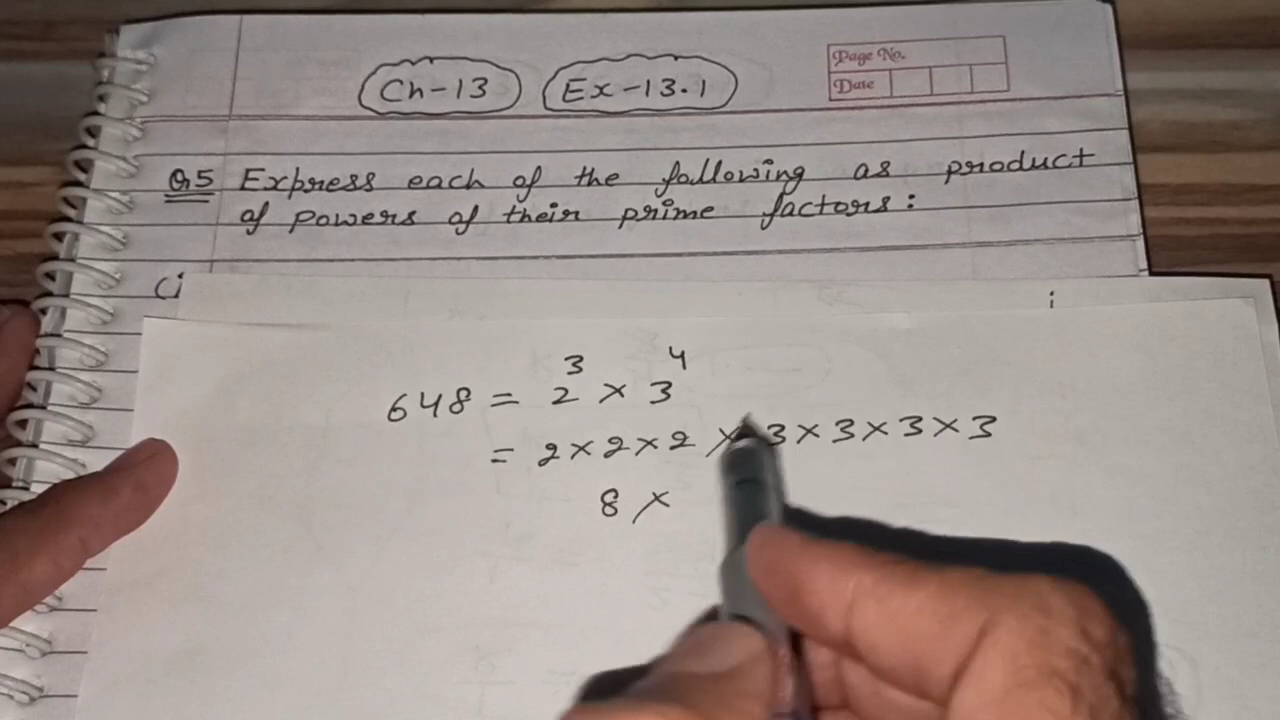 Ch-13 Ex-13.1
Page No.
Date
Q5 Express each of the following as product
of powers of their prime factors:
(i
648 = 2³ × 3⁴
= 2×2×2 × 3×3×3×3
8 ×